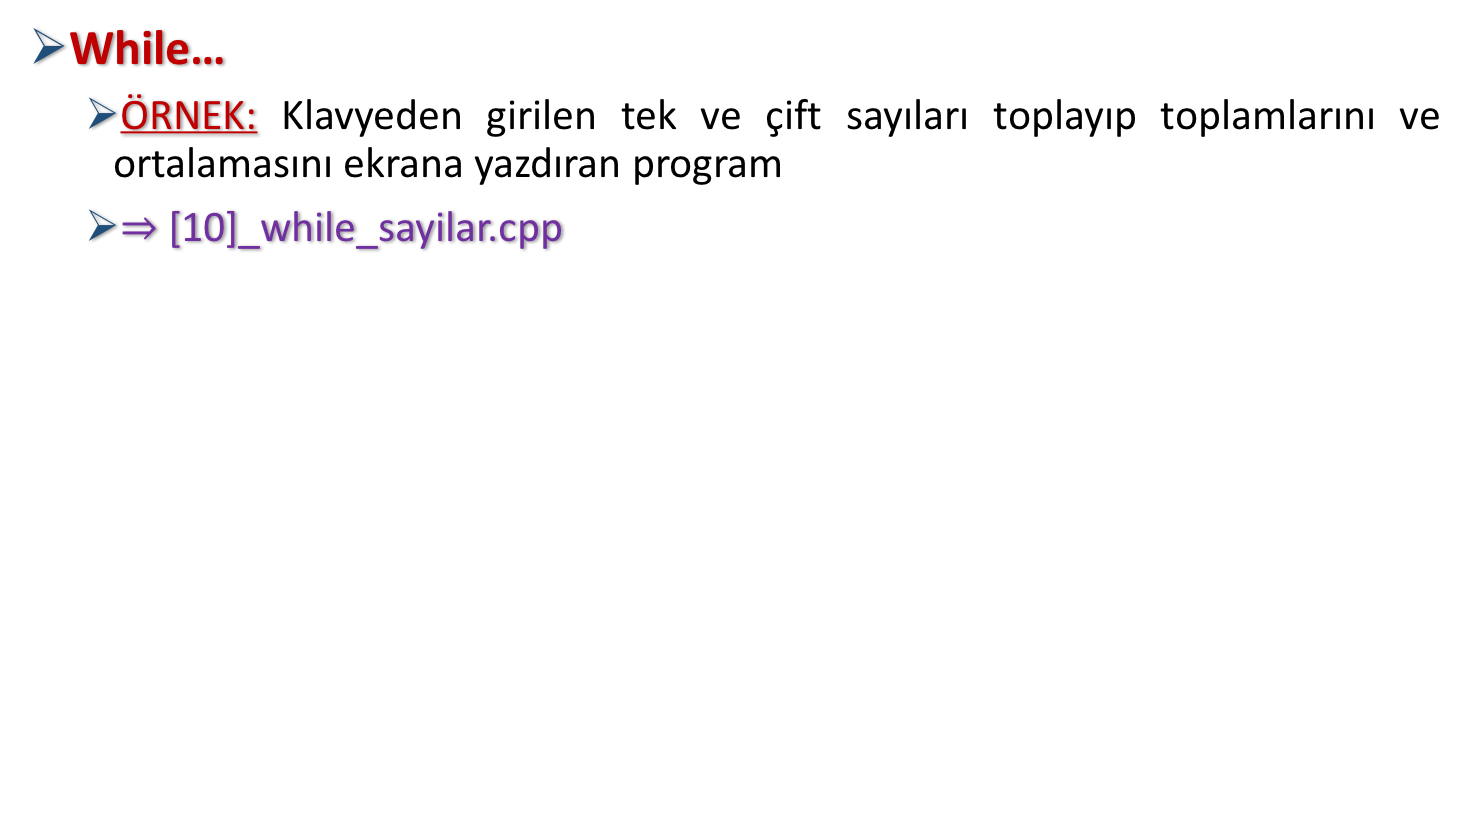 ➢While…
➢ÖRNEK: Klavyeden girilen tek ve çift sayıları toplayıp toplamlarını ve
ortalamasını ekrana yazdıran program
➢⇒ [10]_while_sayilar.cpp